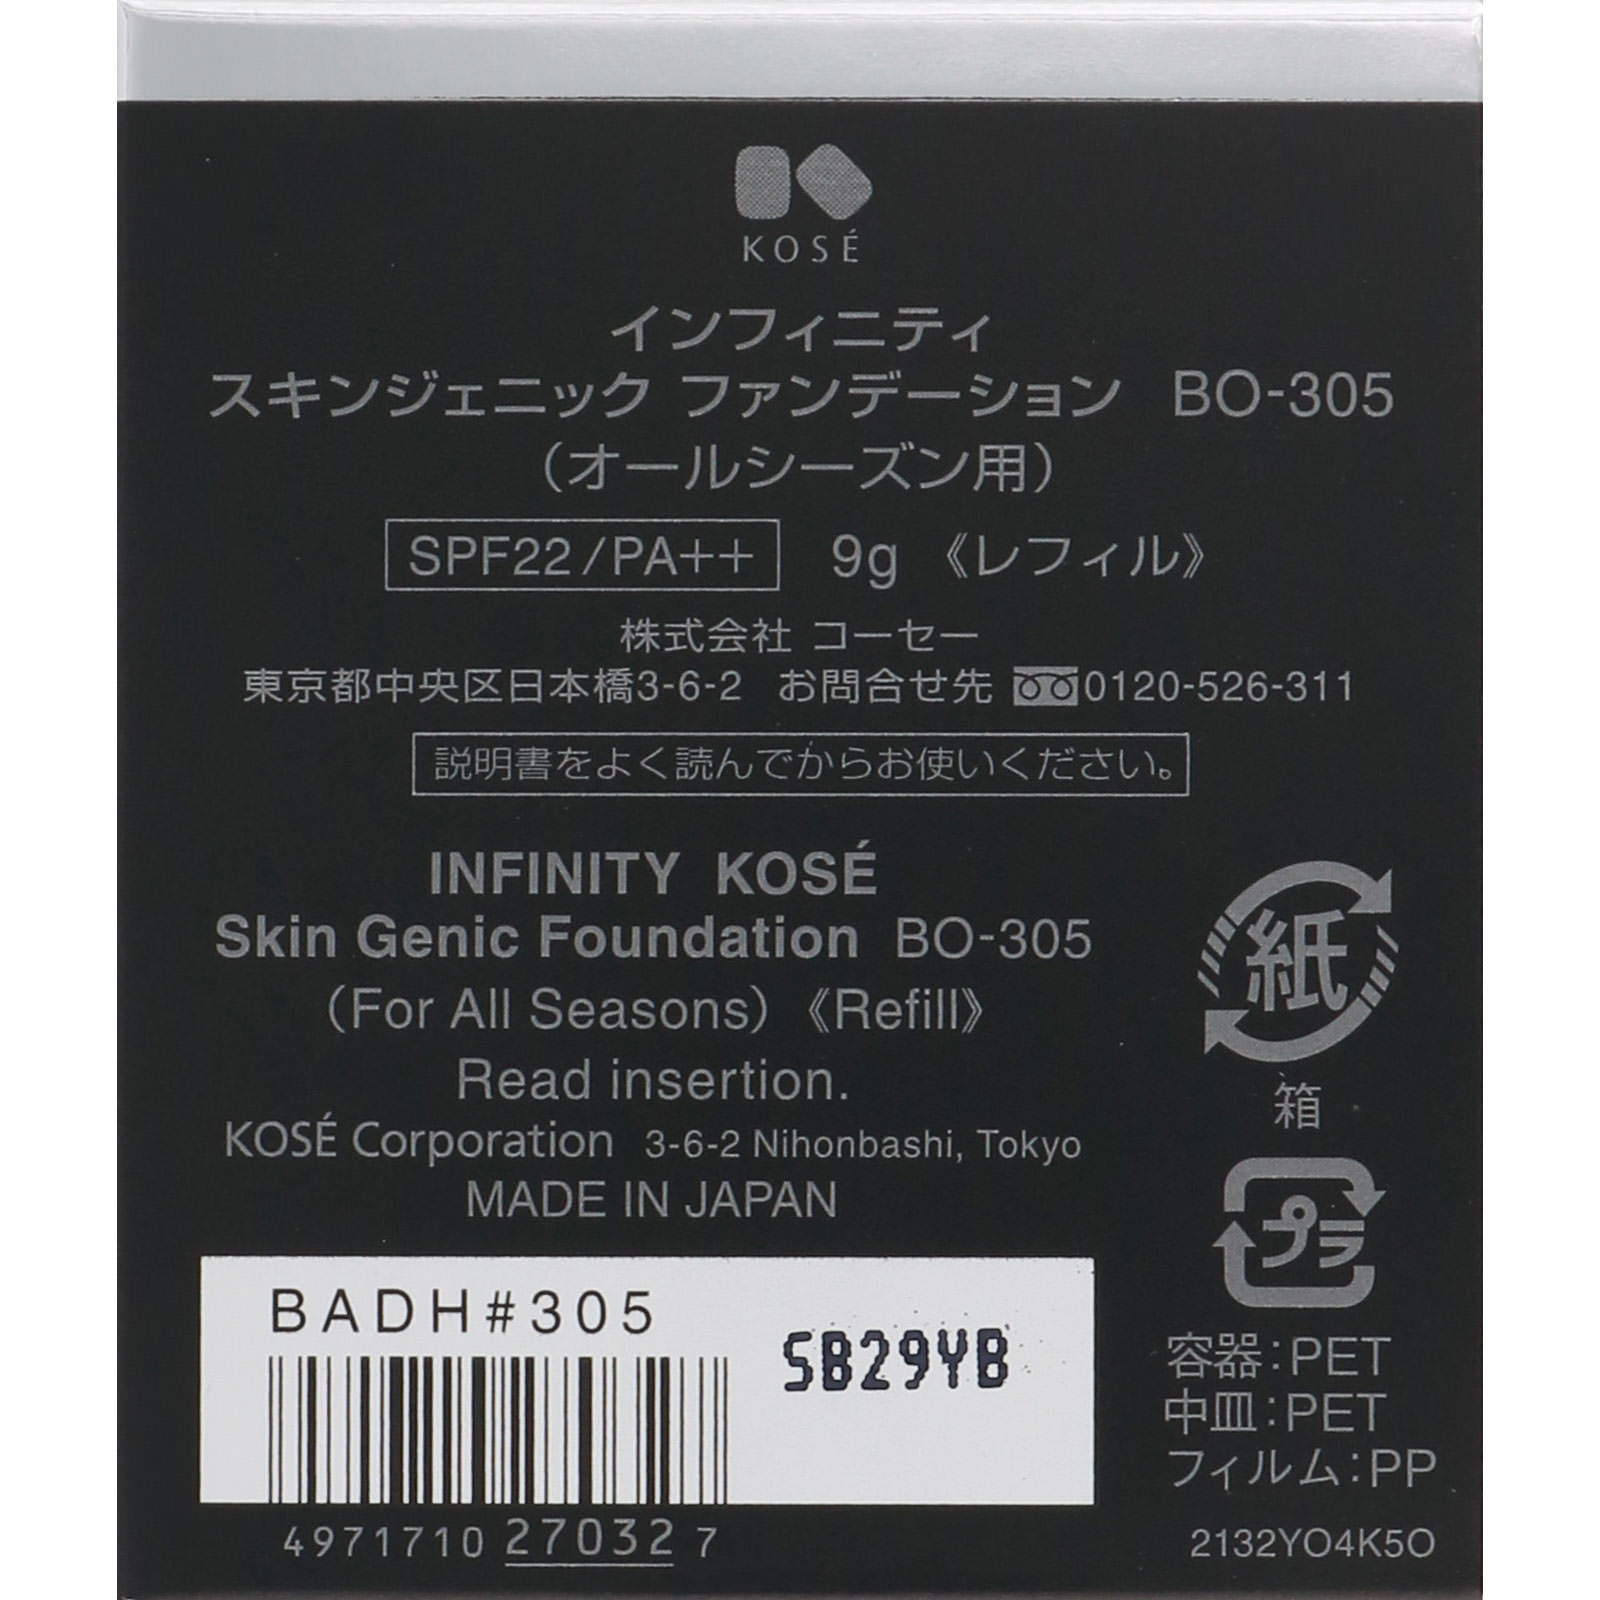 KOSÉ
インフィニティ
スキンジェニック ファンデーション BO-305
（オールシーズン用）
SPF22/PA++ 9g 《レフィル》
株式会社 コーセー
東京都中央区日本橋3-6-2 お問合せ先 0120-526-311
説明書をよく読んでからお使いください。
INFINITY KOSÉ
Skin Genic Foundation BO-305
（For All Seasons）《Refill》
Read insertion.
KOSÉ Corporation 3-6-2 Nihonbashi, Tokyo
MADE IN JAPAN
紙
箱
プラ
容器：PET
中皿：PET
フィルム：PP
2132YO4K5O
BADH#305
SB29YB
4971710 270327